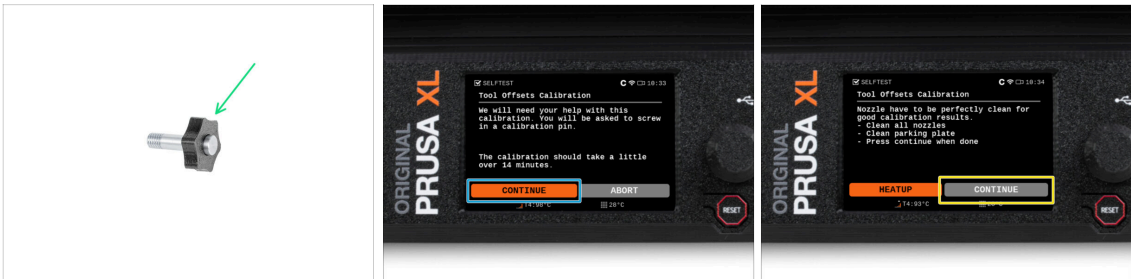 ORIGINAL
PRUSA XL
SELFTEST
C 10:33
Tool Offsets Calibration
We will need your help with this
calibration. You will be asked to screw
in a calibration pin.
The calibration should take a little
over 14 minutes.
CONTINUE
ABORT
T4:98°C
28°C
RESET
ORIGINAL
PRUSA XL
SELFTEST
C 10:34
Tool Offsets Calibration
Nozzle have to be perfectly clean for
good calibration results.
- Clean all nozzles
- Clean parking plate
- Press continue when done
HEATUP
CONTINUE
T4:93°C
RESET